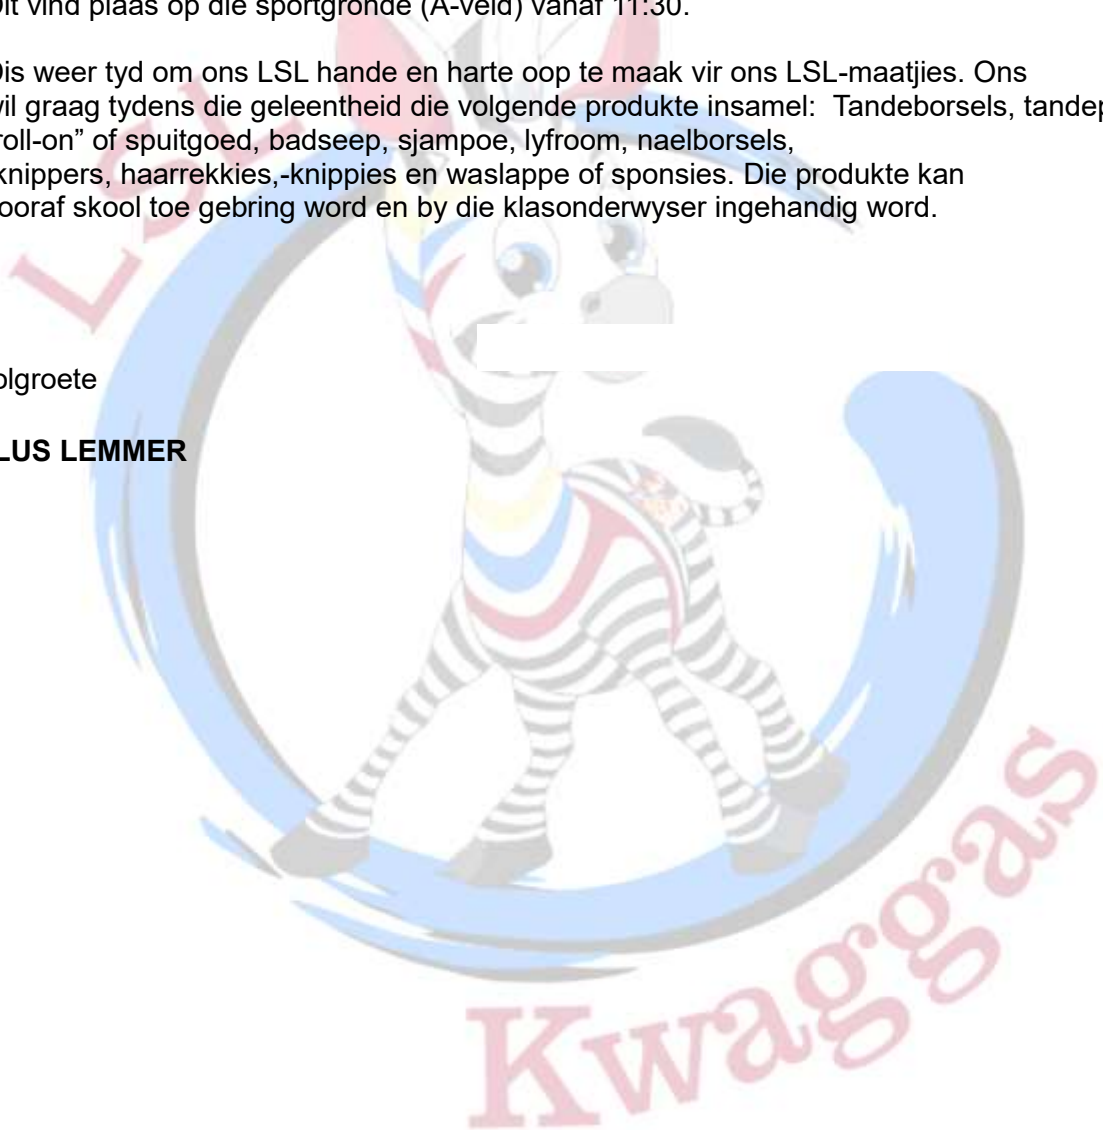 Dit vind plaas op die sportgronde (A-veld) vanaf 11:30.
Dis weer tyd om ons LSL hande en harte oop te maak vir ons LSL-maatjies. Ons
wil graag tydens die geleentheid die volgende produkte insamel: Tandeborsels, tandep
roll-on” of spuitgoed, badseep, sjampoe, lyfroom, naelborsels,
knippers, haarrekkies,-knippies en waslappe of sponsies. Die produkte kan
ooraf skool toe gebring word en by die klasonderwyser ingehandig word.
olgroete
LUS LEMMER
LSL
Kwaggas